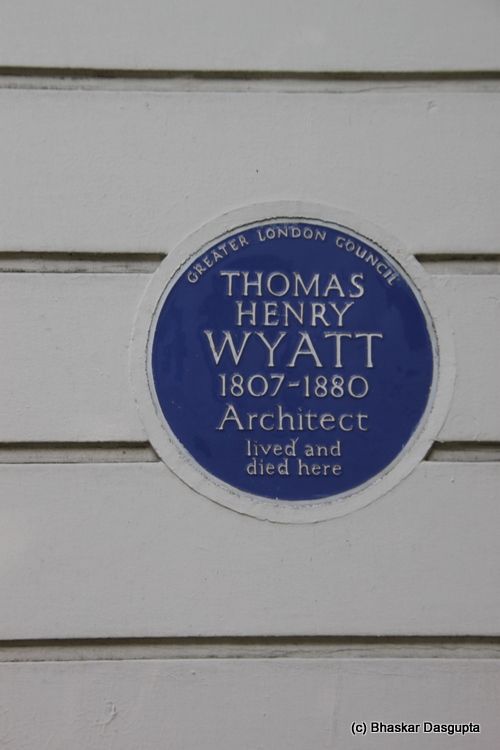 GREATER LONDON COUNCIL
THOMAS
HENRY
WYATT
1807-1880
Architect
lived and
died here
(c) Bhaskar Dasgupta